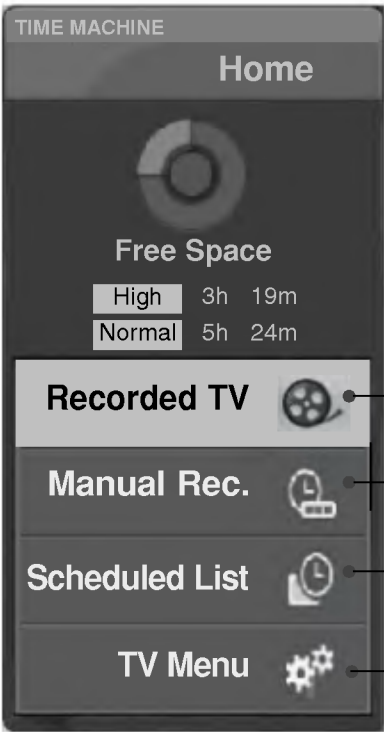 TIME MACHINE
Home
Free Space
High 3h 19m
Normal 5h 24m
Recorded TV
Manual Rec.
Scheduled List
TV Menu